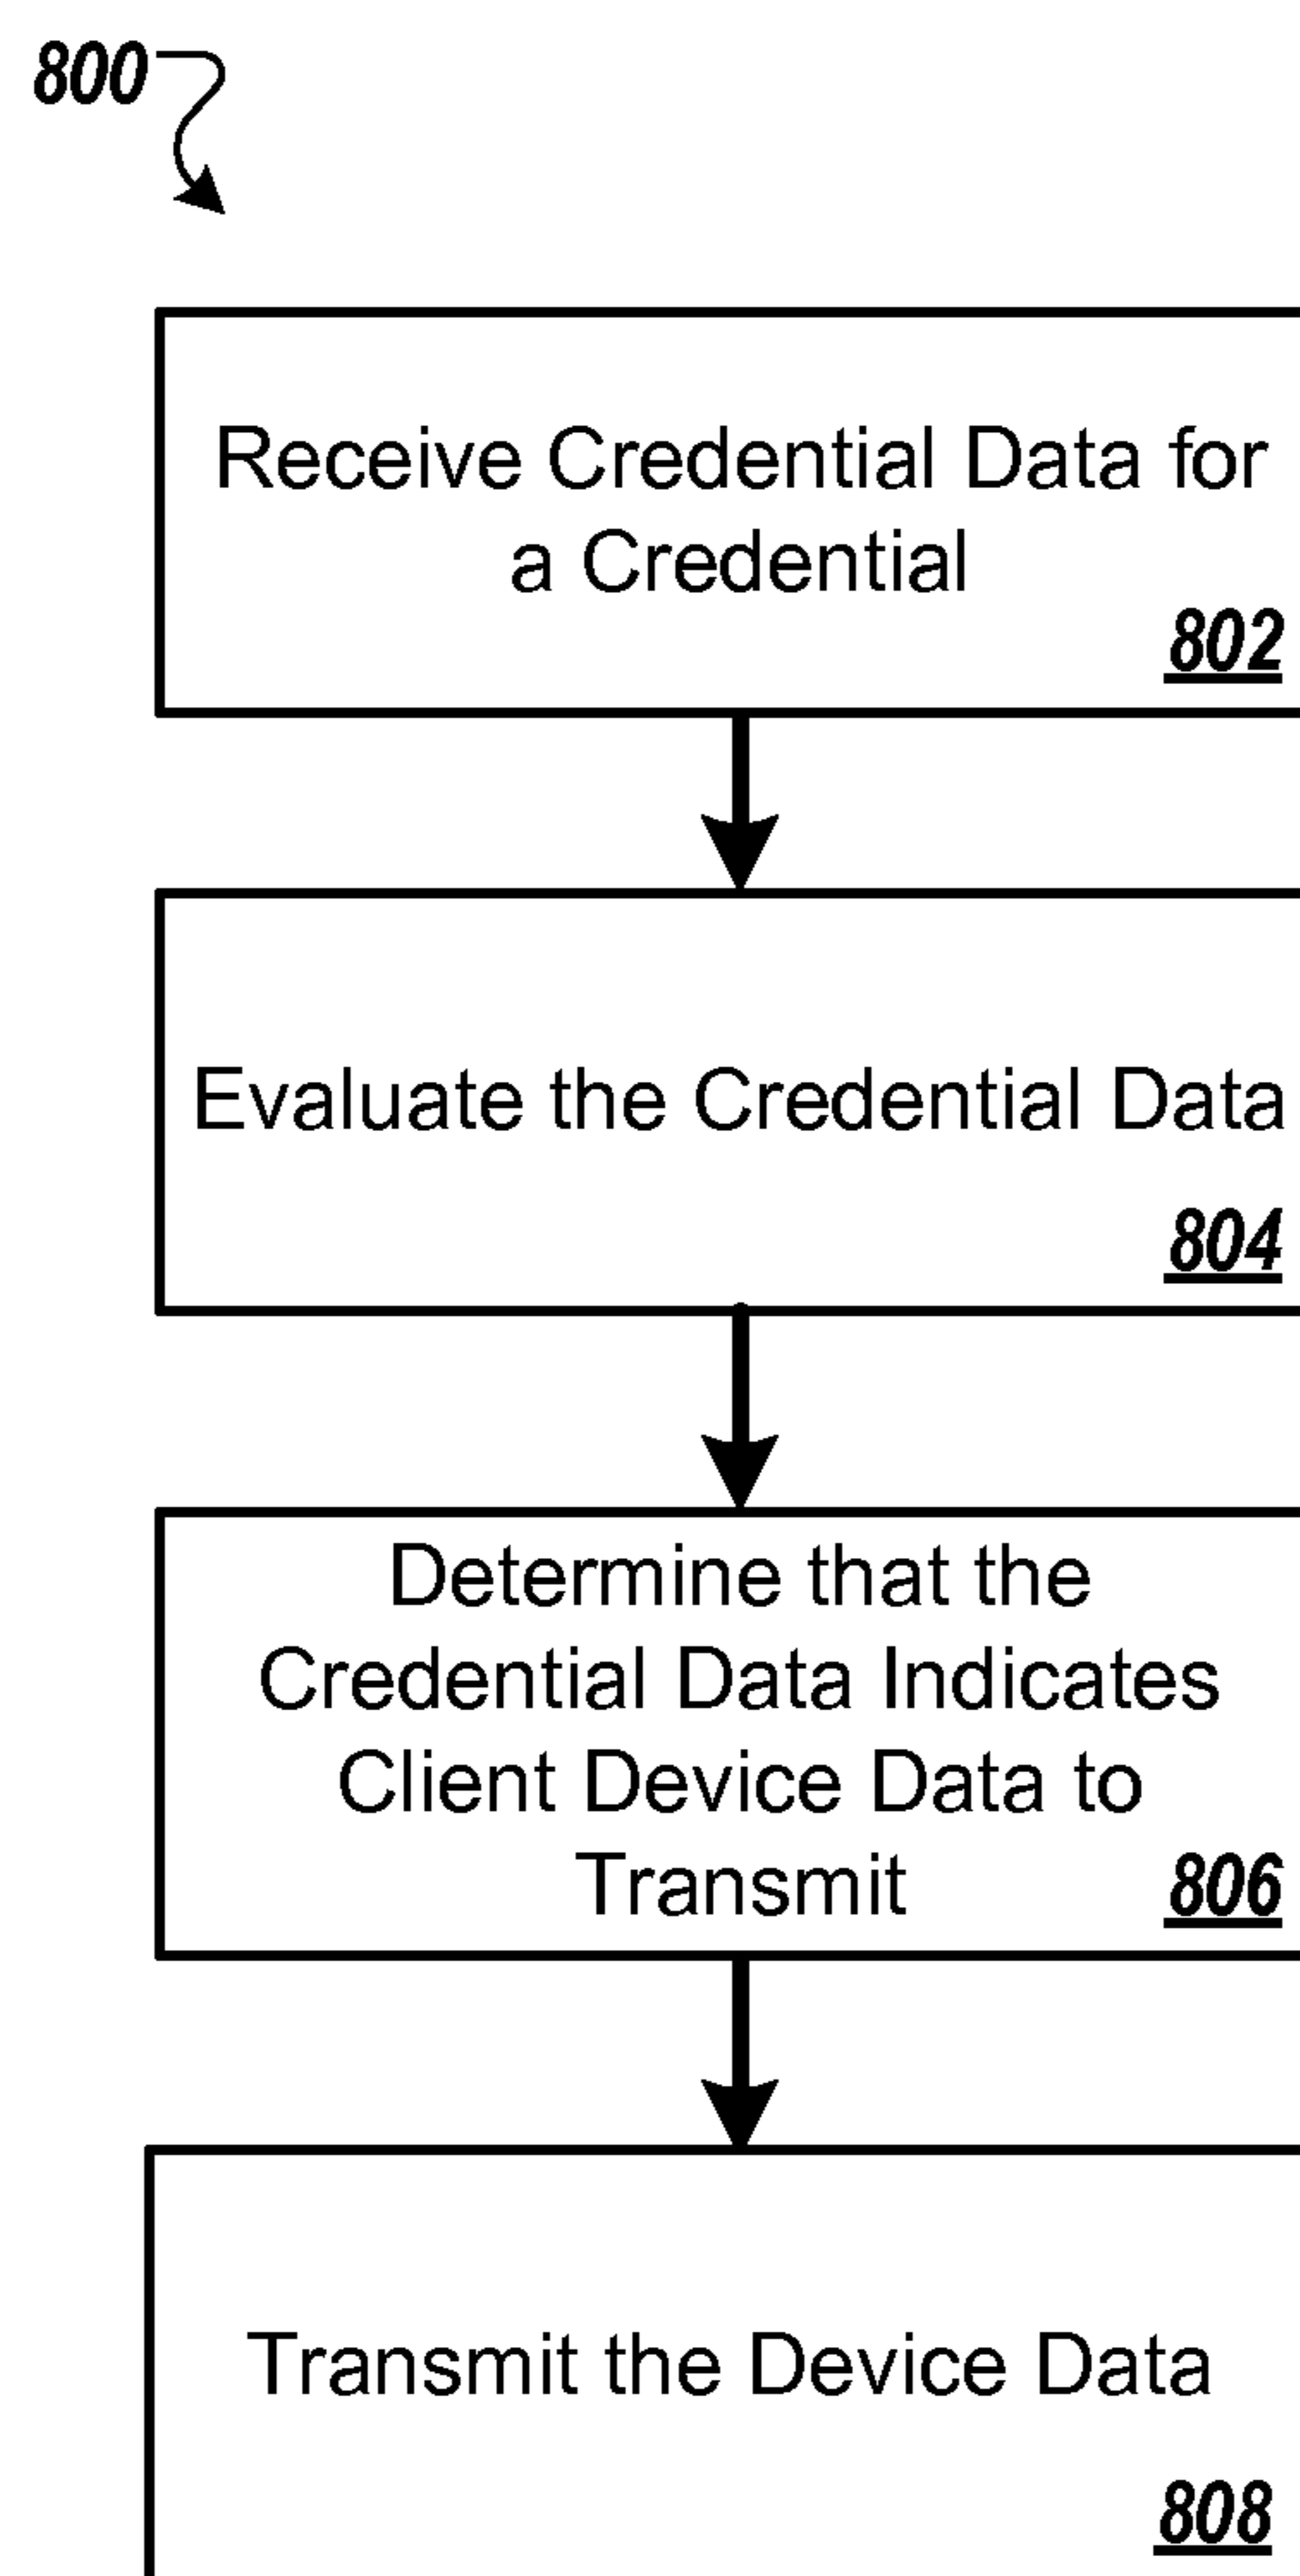 800
Receive Credential Data for
a Credential
802
Evaluate the Credential Data
804
Determine that the
Credential Data Indicates
Client Device Data to
Transmit
806
Transmit the Device Data
808